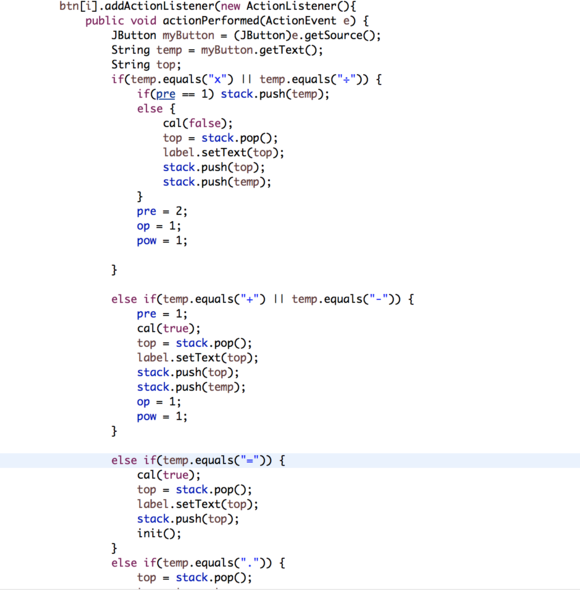 btn[i].addActionListener(new ActionListener(){
public void actionPerformed(ActionEvent e) {
JButton myButton = (JButton)e.getSource();
String temp = myButton.getText();
String top;
if(temp.equals("x") || temp.equals("÷")) {
if(pre == 1) stack.push(temp);
else {
cal(false);
top = stack.pop();
label.setText(top);
stack.push(top);
stack.push(temp);
}
pre = 2;
op = 1;
pow = 1;
}
else if(temp.equals("+") || temp.equals("-")) {
pre = 1;
cal(true);
top = stack.pop();
label.setText(top);
stack.push(top);
stack.push(temp);
op = 1;
pow = 1;
}
else if(temp.equals("=")) {
cal(true);
top = stack.pop();
label.setText(top);
stack.push(top);
init();
}
else if(temp.equals(".")) {
top = stack.pop();